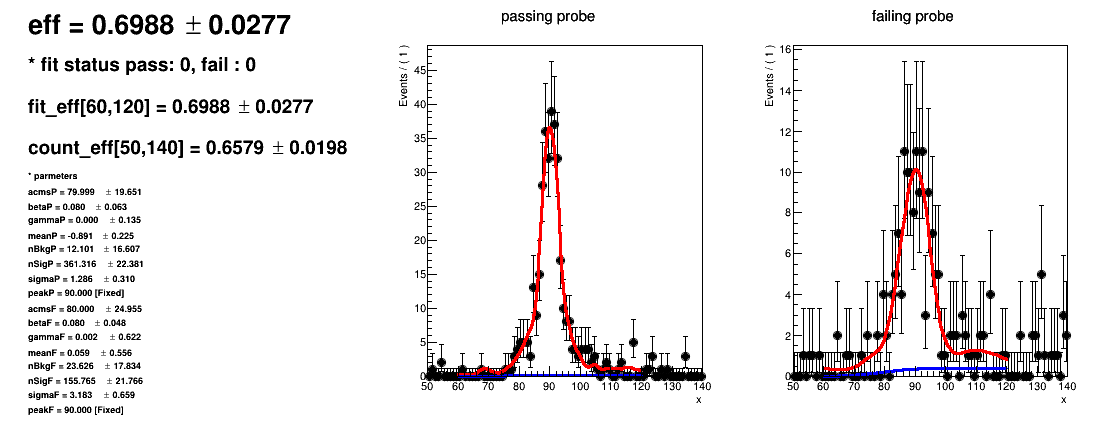 eff = 0.6988 ± 0.0277
* fit status pass: 0, fail : 0
fit_eff[60,120] = 0.6988 ± 0.0277
count_eff[50,140] = 0.6579 ± 0.0198
* parmeters
acmsP = 79.999 ± 19.651
betaP = 0.080 ± 0.063
gammaP = 0.000 ± 0.135
meanP = -0.891 ± 0.225
nBkgP = 12.101 ± 16.607
nSigP = 361.316 ± 22.381
sigmaP = 1.286 ± 0.310
peakP = 90.000 [Fixed]
acmsF = 80.000 ± 24.955
betaF = 0.080 ± 0.048
gammaF = 0.002 ± 0.622
meanF = 0.059 ± 0.556
nBkgF = 23.626 ± 17.834
nSigF = 155.765 ± 21.766
sigmaF = 3.183 ± 0.659
peakF = 90.000 [Fixed]
passing probe
Events / ( 1 )
45
40
35
30
25
20
15
10
5
0
50 60 70 80 90 100 110 120 130 140
x
failing probe
Events / ( 1 )
16
14
12
10
8
6
4
2
0
50 60 70 80 90 100 110 120 130 140
x